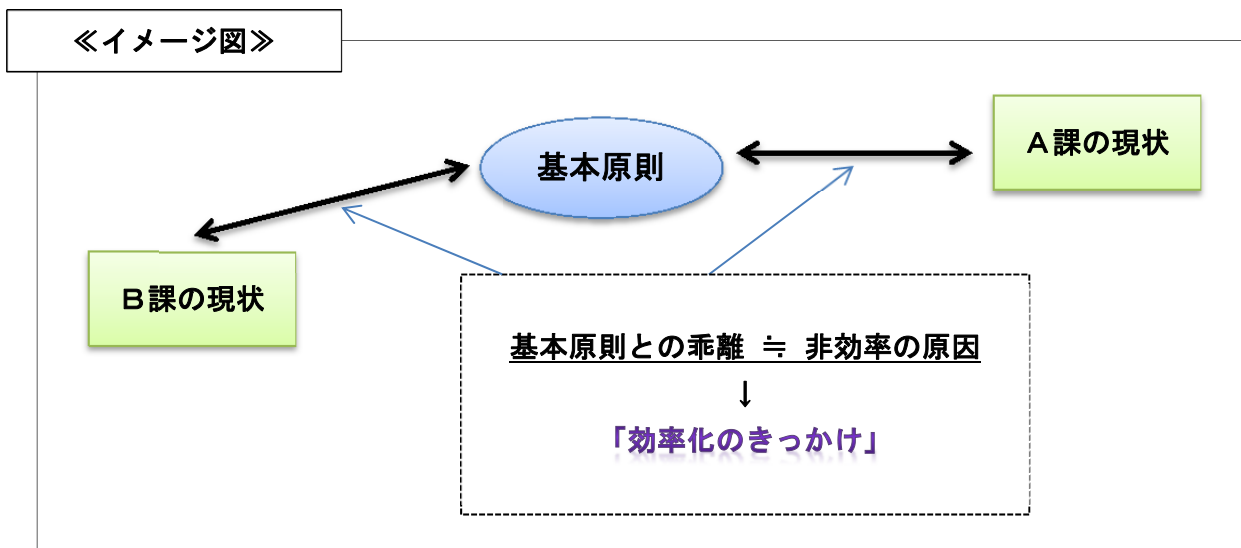 ≪イメージ図≫
基本原則
A課の現状
B課の現状
基本原則との乖離 ≒ 非効率の原因
↓
「効率化のきっかけ」